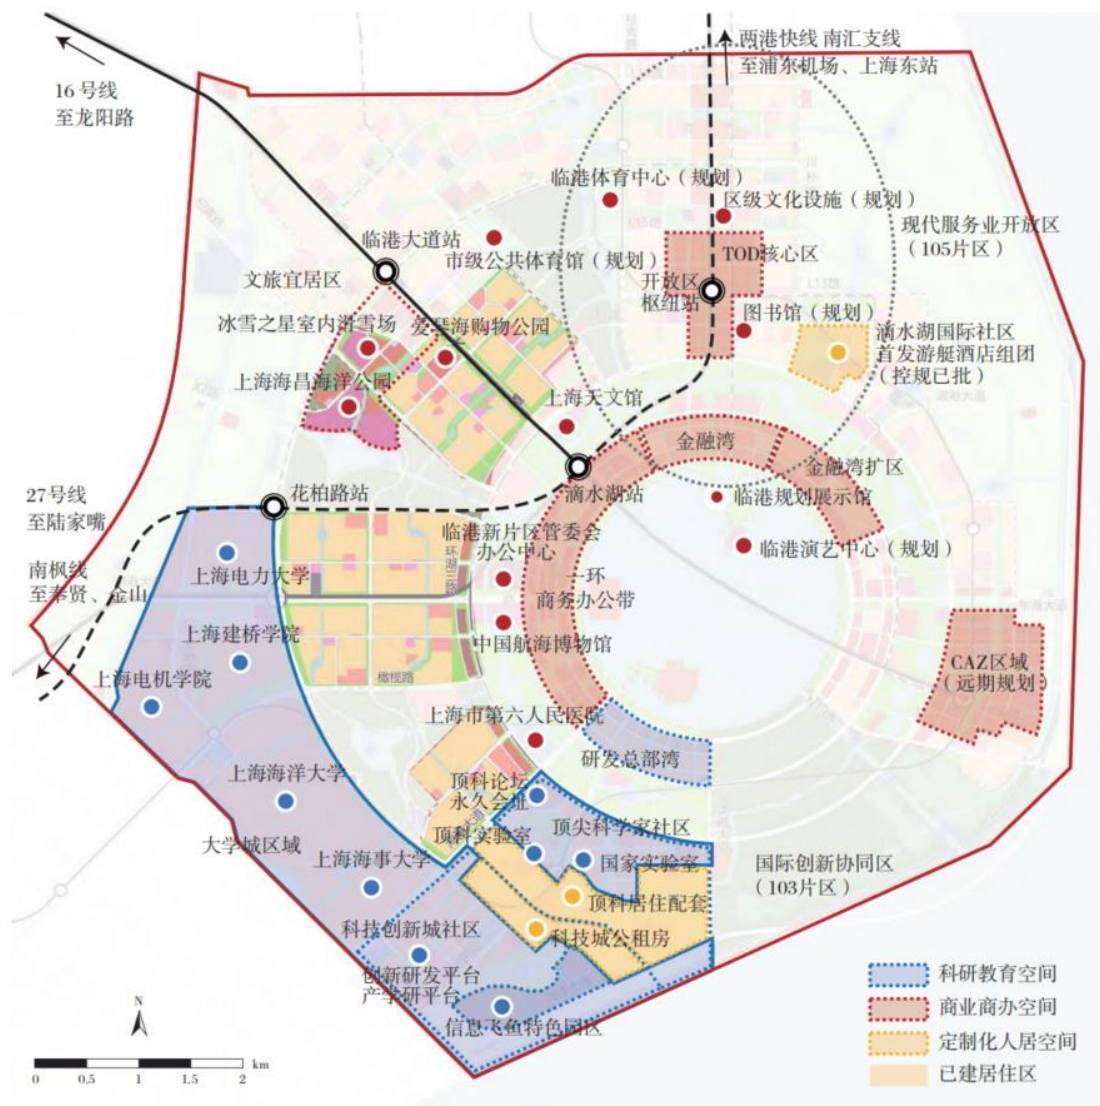 两港快线 南汇支线
至浦东机场、上海东站
16号线
至龙阳路
临港体育中心（规划）
区级文化设施（规划）
现代服务业开放区
（105片区）
临港大道站
市级公共体育馆（规划）
TOD核心区
文旅宜居区
开放区
枢纽站
冰雪之星室内滑雪场
爱琴海购物公园
图书馆（规划）
滴水湖国际社区
首发游艇酒店组团
（控规已批）
上海海昌海洋公园
上海天文馆
金融湾
金融湾扩区
27号线
至陆家嘴
花柏路站
滴水湖站
临港规划展示馆
临港新片区管委会
办公中心
环湖三路
临港演艺中心（规划）
南枫线
至奉贤、金山
上海电力大学
一环
商务办公带
东海大道
上海建桥学院
中国航海博物馆
上海电机学院
橄榄路
CAZ区域
（远期规划）
上海市第六人民医院
上海海洋大学
研发总部湾
顶科论坛
永久会址
大学城区域
顶科实验室
顶尖科学家社区
上海海事大学
国家实验室
国际创新协同区
（103片区）
顶科居住配套
科技创新城社区
科技城公租房
创新研发平台
产学研平台
信息飞鱼特色园区
科研教育空间
商业商办空间
定制化人居空间
已建居住区
N
km
0 0.5 1 1.5 2